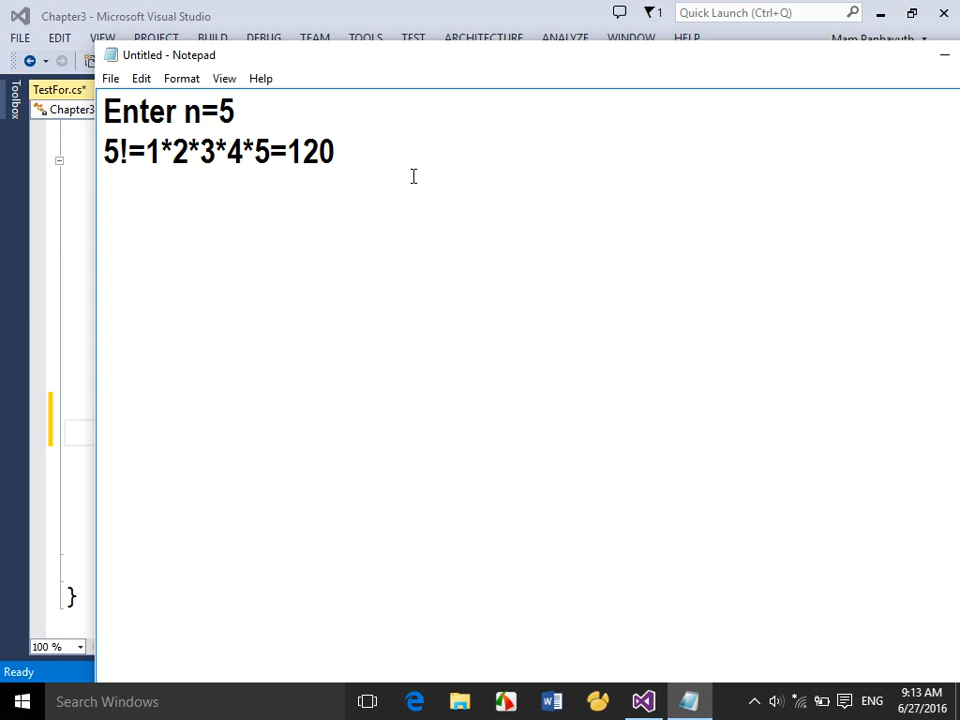 Chapter3 - Microsoft Visual Studio
1
Quick Launch (Ctrl+Q)
FILE EDIT VIEW PROJECT BUILD DEBUG TEAM TOOLS TEST ARCHITECTURE ANALYZE WINDOW HELP
Untitled - Notepad
File Edit Format View Help
Toolbox
TestFor.cs*
Chapter3
Enter n=5
5!=1*2*3*4*5=120
}
100 %
Ready
Search Windows
ENG
9:13 AM
6/27/2016